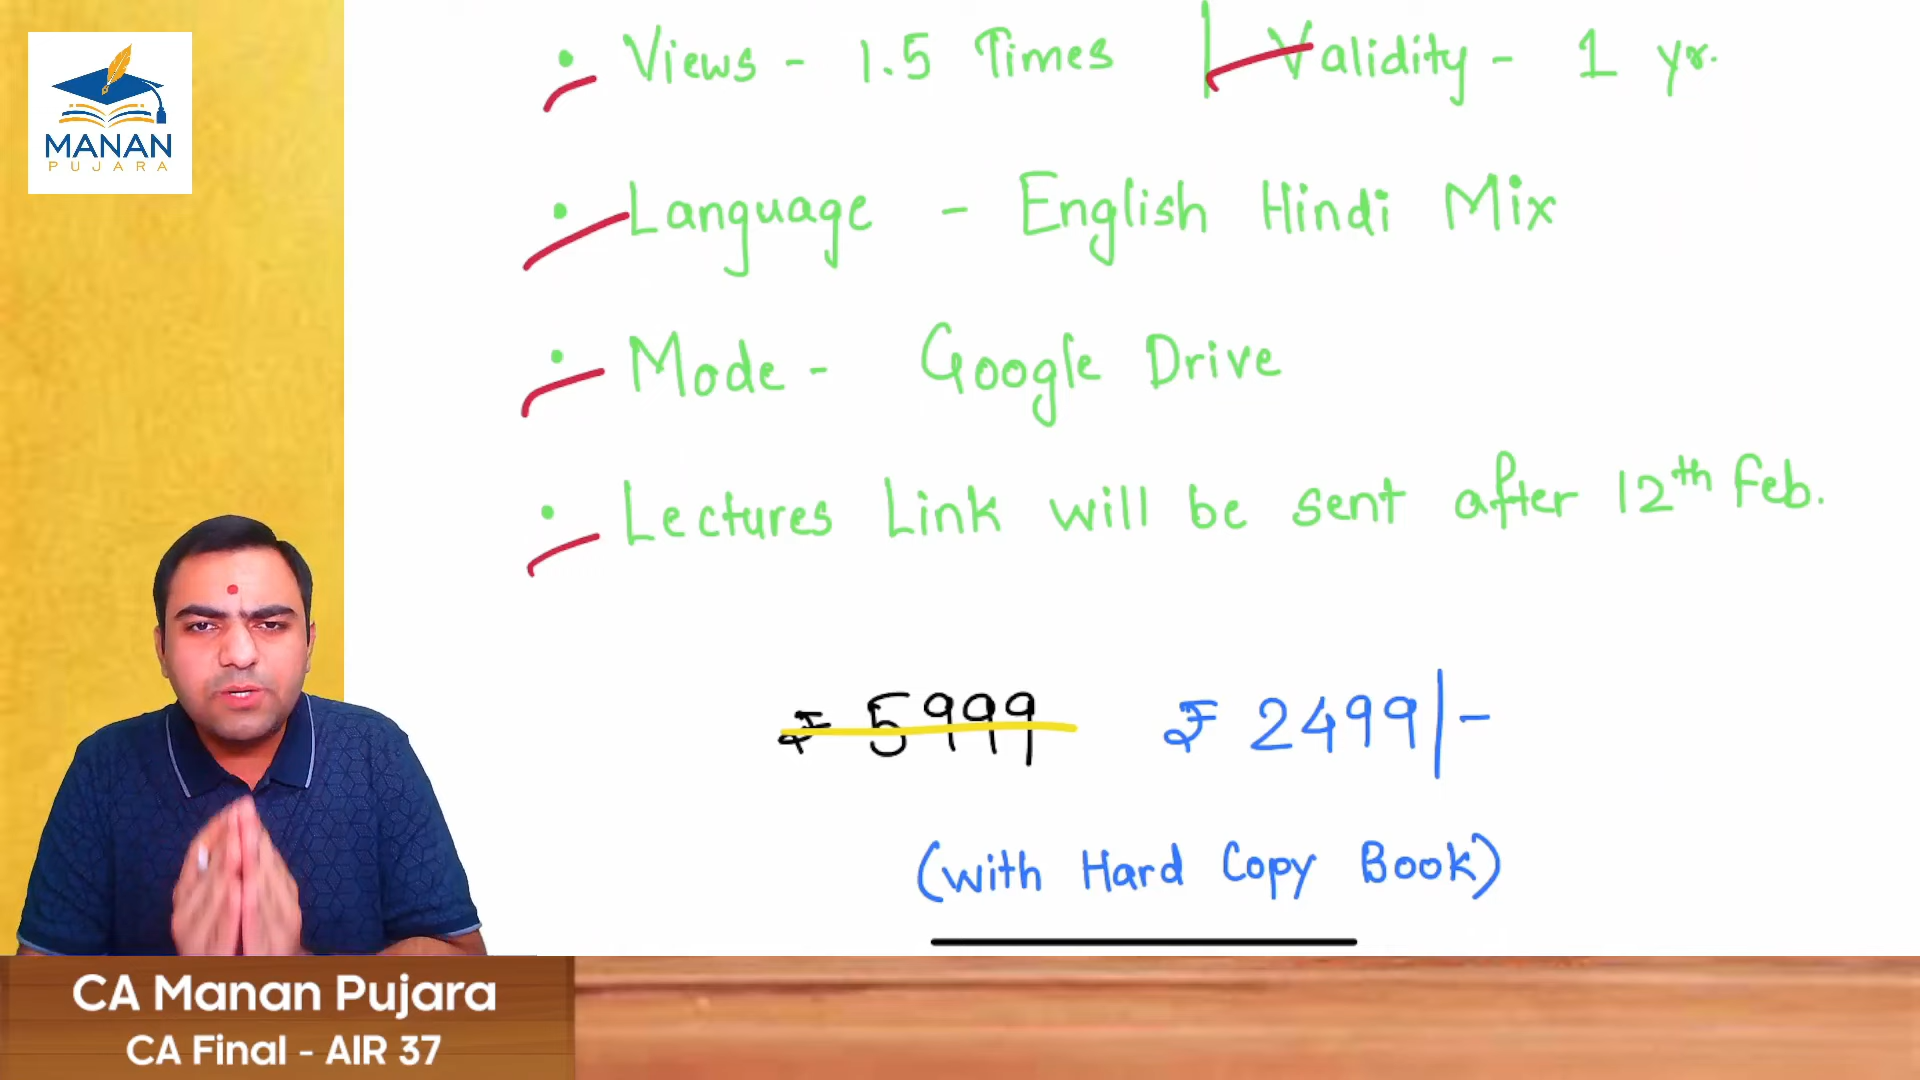 MANAN
PUJARA
• Views - 1.5 Times | Validity - 1 yr.
• Language - English Hindi Mix
• Mode - Google Drive
• Lectures Link will be sent after 12th Feb.
₹ 5999 ₹ 2499/-
(with Hard Copy Book)
CA Manan Pujara
CA Final - AIR 37